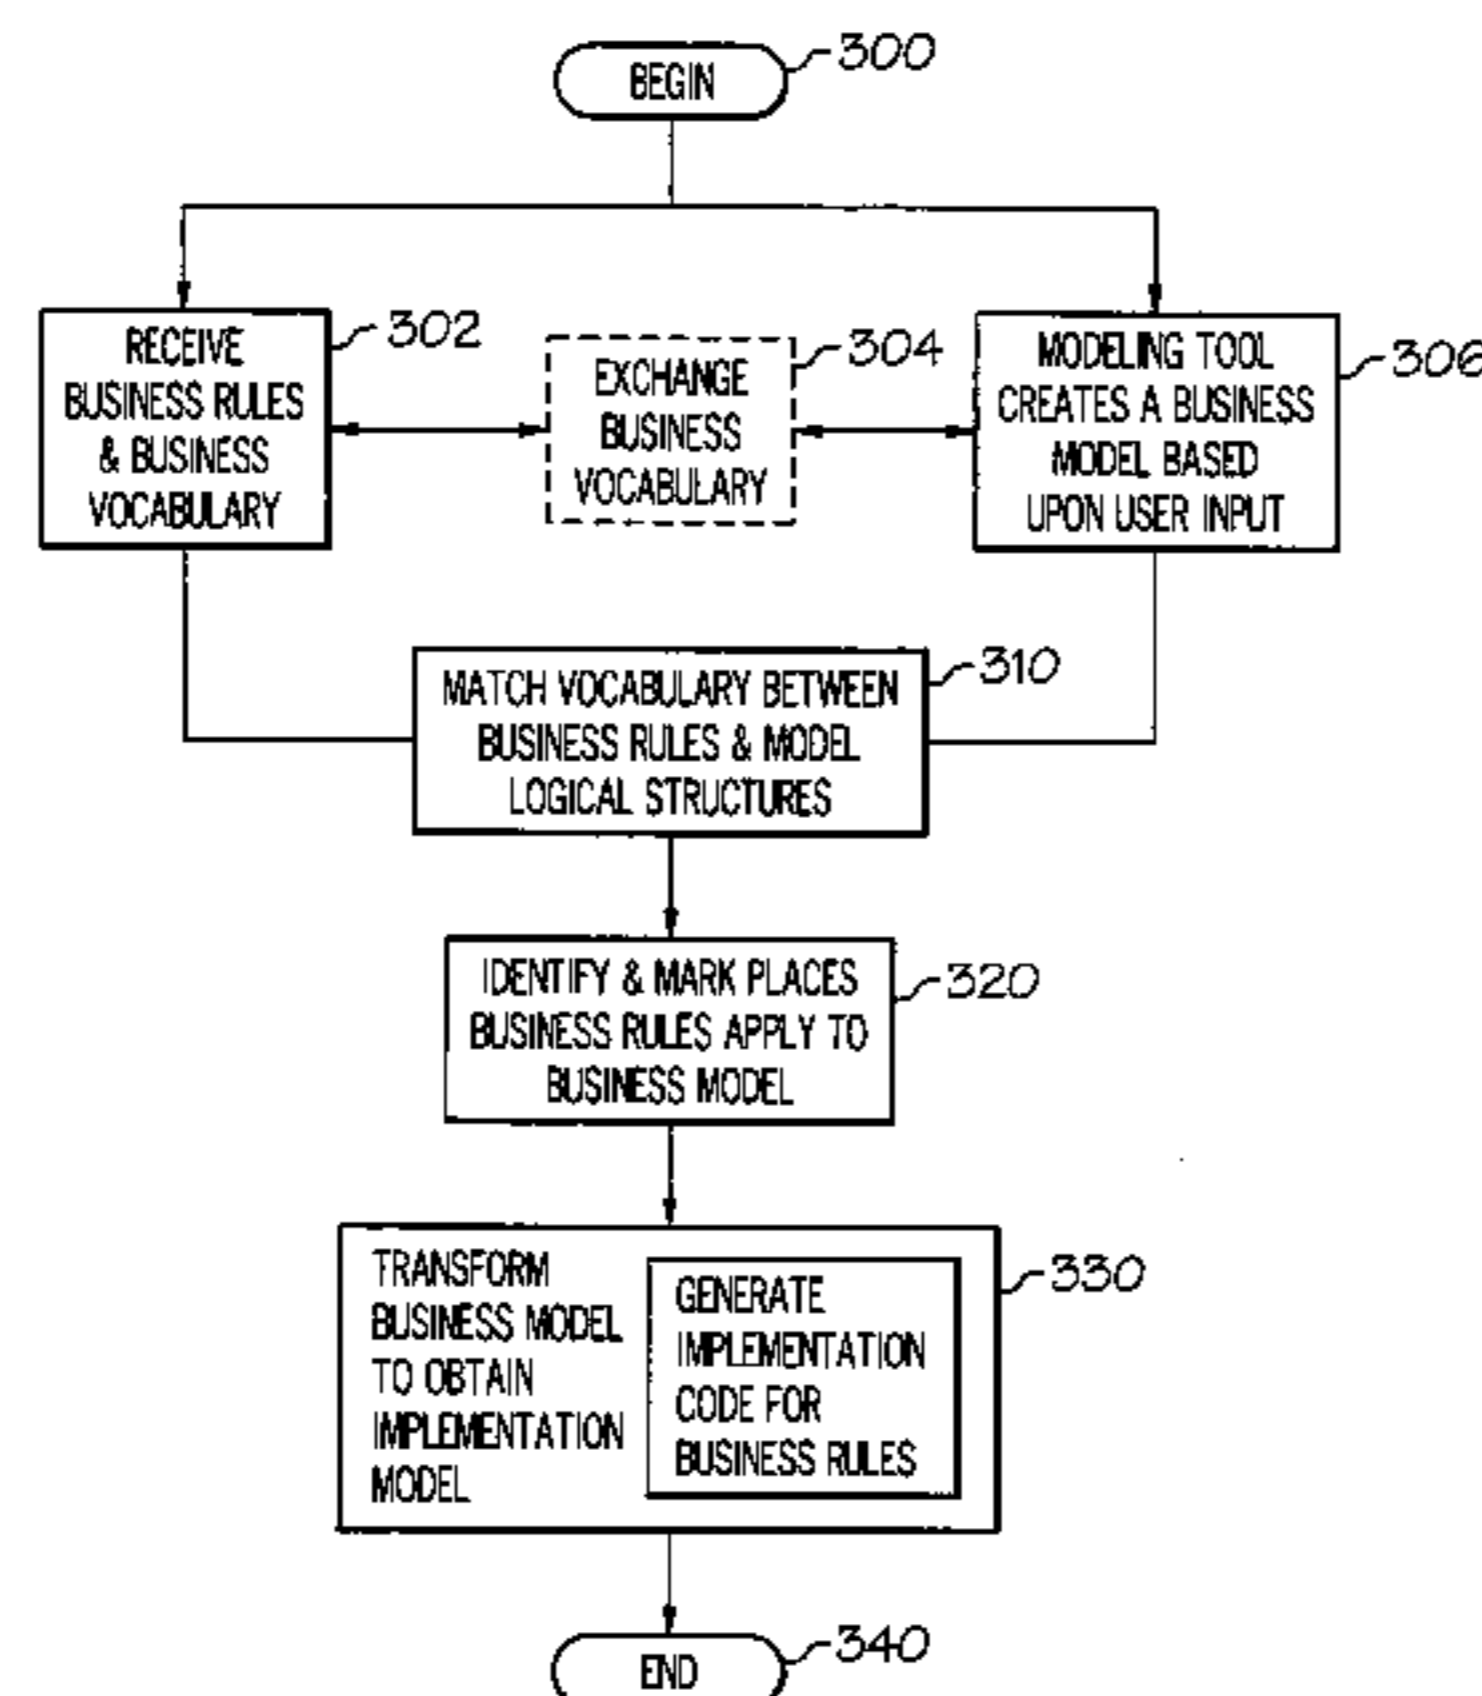 BEGIN
300
RECEIVE
BUSINESS RULES
& BUSINESS
VOCABULARY
302
EXCHANGE
BUSINESS
VOCABULARY
304
MODELING TOOL
CREATES A BUSINESS
MODEL BASED
UPON USER INPUT
306
MATCH VOCABULARY BETWEEN
BUSINESS RULES & MODEL
LOGICAL STRUCTURES
310
IDENTIFY & MARK PLACES
BUSINESS RULES APPLY TO
BUSINESS MODEL
320
TRANSFORM
BUSINESS MODEL
TO OBTAIN
IMPLEMENTATION
MODEL
GENERATE
IMPLEMENTATION
CODE FOR
BUSINESS RULES
330
END
340